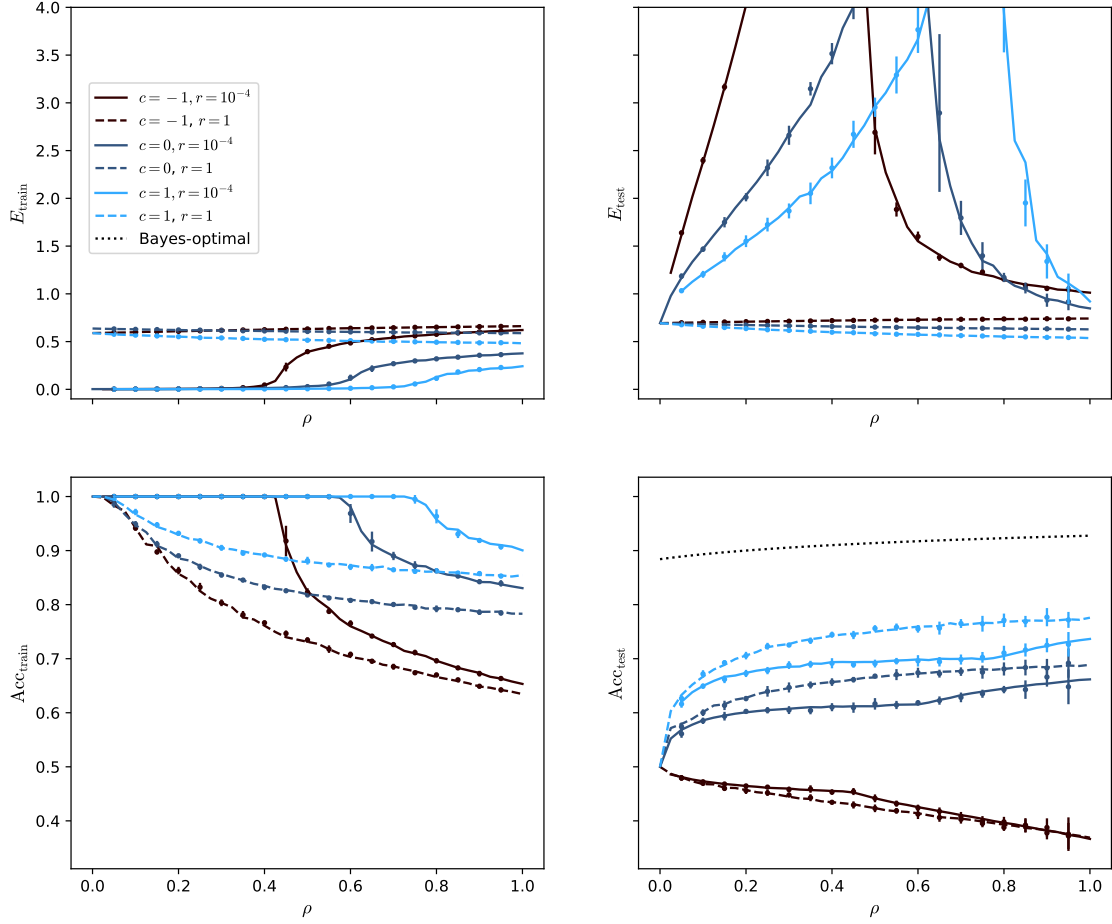 4.0
3.5
3.0
2.5
2.0
1.5
1.0
0.5
0.0
E_train
ρ
c = −1, r = 10⁻⁴
c = −1, r = 1
c = 0, r = 10⁻⁴
c = 0, r = 1
c = 1, r = 10⁻⁴
c = 1, r = 1
Bayes-optimal
E_test
ρ
1.0
0.9
0.8
0.7
0.6
0.5
0.4
Acc_train
0.0 0.2 0.4 0.6 0.8 1.0
ρ
Acc_test
0.0 0.2 0.4 0.6 0.8 1.0
ρ